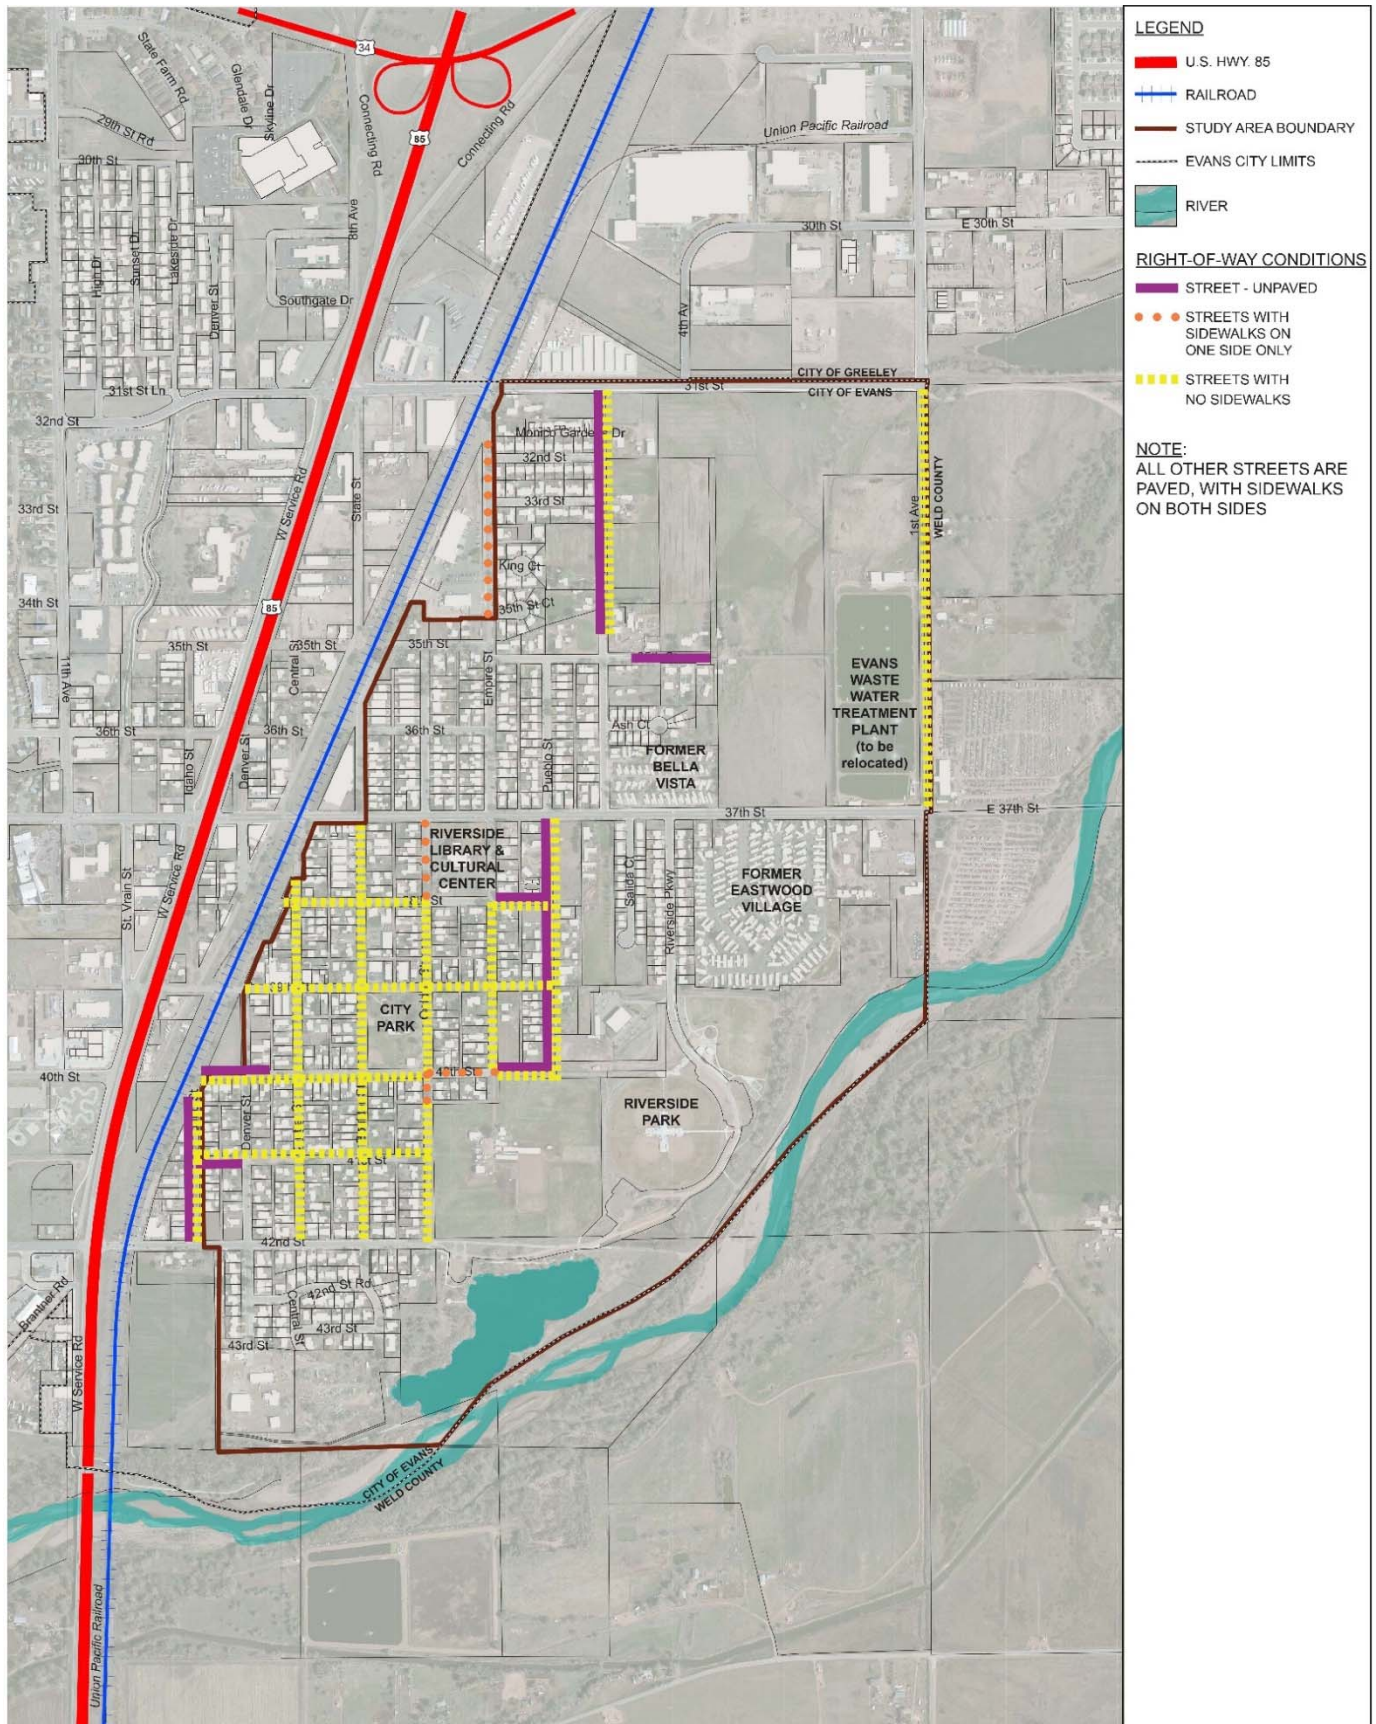 LEGEND
U.S. HWY. 85
RAILROAD
STUDY AREA BOUNDARY
EVANS CITY LIMITS
RIVER
RIGHT-OF-WAY CONDITIONS
STREET - UNPAVED
STREETS WITH
SIDEWALKS ON
ONE SIDE ONLY
STREETS WITH
NO SIDEWALKS
NOTE:
ALL OTHER STREETS ARE
PAVED, WITH SIDEWALKS
ON BOTH SIDES
34
State Farm Rd
Glendale Dr
Skyline Dr
29th St Rd
30th St
Connecting Rd
85
Connecting Rd
Union Pacific Railroad
8th Ave
High Dr
Sunset Dr
Lakeside Dr
Denver St
Southgate Dr
30th St
E 30th St
4th Av
31st St Ln
32nd St
CITY OF GREELEY
31st St
CITY OF EVANS
Monico Garden Dr
32nd St
33rd St
W Service Rd
State St
33rd St
1st Ave
WELD COUNTY
King Ct
35th St Ct
34th St
85
35th St
Central St
35th St
35th St
11th Ave
Empire St
EVANS
WASTE
WATER
TREATMENT
PLANT
(to be
relocated)
36th St
Idaho St
Denver St
36th St
36th St
Pueblo St
Ash Ct
FORMER
BELLA
VISTA
37th St
E 37th St
St. Vrain St
W Service Rd
RIVERSIDE
LIBRARY &
CULTURAL
CENTER
Salida Ct
Riverside Pkwy
FORMER
EASTWOOD
VILLAGE
CITY
PARK
40th St
Denver St
RIVERSIDE
PARK
41st St
42nd St
Brantner Rd
W Service Rd
42nd St Rd
Central St
43rd St
43rd St
CITY OF EVANS
WELD COUNTY
Union Pacific Railroad